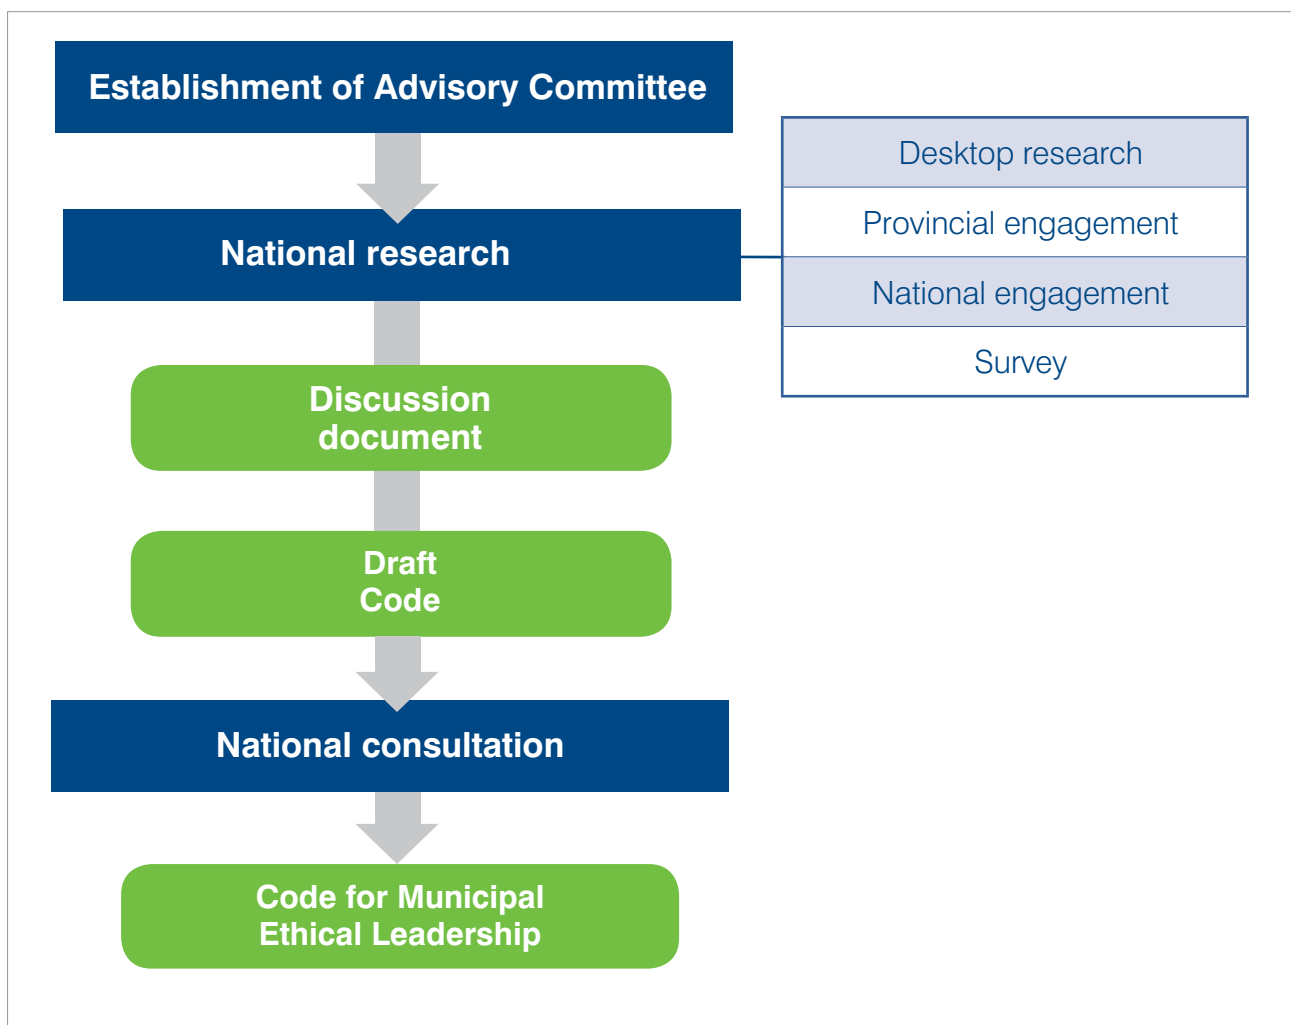 Establishment of Advisory Committee
National research
Desktop research
Provincial engagement
National engagement
Survey
Discussion
document
Draft
Code
National consultation
Code for Municipal
Ethical Leadership